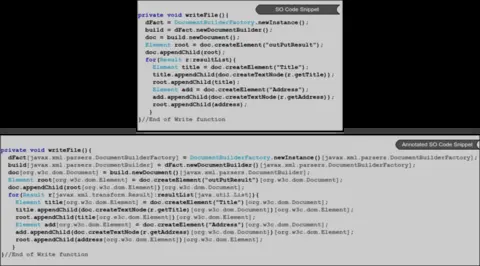 SO Code Snippet
private void writeFile(){
dFact = DocumentBuilderFactory.newInstance();
build = dFact.newDocumentBuilder();
doc = build.newDocument();
Element root = doc.createElement("outPutResult");
doc.appendChild(root);
for(Result r:resultList){
Element title = doc.createElement("Title");
title.appendChild(doc.createTextNode(r.getTitle));
root.appendChild(title);
Element add = doc.createElement("Address");
add.appendChild(doc.createTextNode(r.getAddress));
root.appendChild(address);
}
}//End of Write function
Annotated SO Code Snippet
private void writeFile(){
dFact[javax.xml.parsers.DocumentBuilderFactory] = DocumentBuilderFactory.newInstance()[javax.xml.parsers.DocumentBuilderFactory];
build[javax.xml.parsers.DocumentBuilder] = dFact.newDocumentBuilder()[javax.xml.parsers.DocumentBuilderFactory];
doc[org.w3c.dom.Document] = build.newDocument()[javax.xml.parsers.DocumentBuilder];
Element root[org.w3c.dom.Element] = doc.createElement("outPutResult")[org.w3c.dom.Document];
doc.appendChild(root[org.w3c.dom.Element])[org.w3c.dom.Document];
for(Result r[javax.xml.transform.Result]:resultList[java.util.List]){
Element title[org.w3c.dom.Element] = doc.createElement("Title")[org.w3c.dom.Document];
title.appendChild(doc.createTextNode(r.getTitle)[org.w3c.dom.Document])[org.w3c.dom.Element];
root.appendChild(title[org.w3c.dom.Element])[org.w3c.dom.Element];
Element add[org.w3c.dom.Element] = doc.createElement("Address")[org.w3c.dom.Document];
add.appendChild(doc.createTextNode(r.getAddress)[org.w3c.dom.Document])[org.w3c.dom.Element];
root.appendChild(address[org.w3c.dom.Element])[org.w3c.dom.Element];
}
}//End of Write function